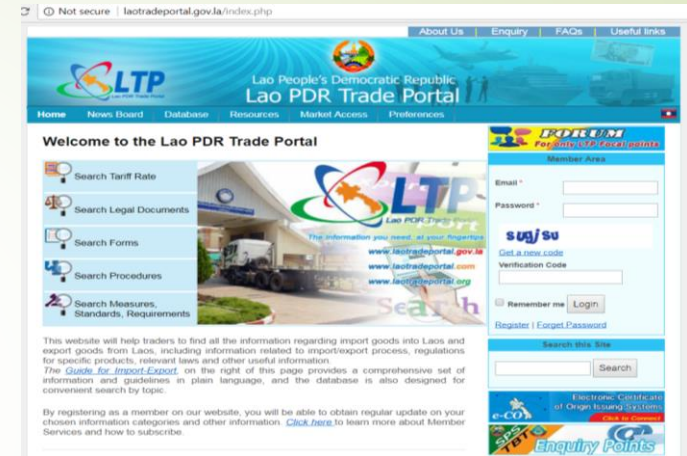 Not secure | laotradeportal.gov.la/index.php
About Us | Enquiry | FAQs | Useful links
LTP
Lao PDR Trade Portal
Lao People's Democratic Republic
Lao PDR Trade Portal
Home News Board Database Resources Market Access Preferences
Welcome to the Lao PDR Trade Portal
Search Tariff Rate
Search Legal Documents
Search Forms
Search Procedures
Search Measures,
Standards, Requirements
LTP
Lao PDR Trade Portal
The information you need, at your fingertips
www.laotradeportal.gov.la
www.laotradeportal.com
www.laotradeportal.org
Search
This website will help traders to find all the information regarding import goods into Laos and
export goods from Laos, including information related to import/export process, regulations
for specific products, relevant laws and other useful information.
The Guide for Import-Export, on the right of this page provides a comprehensive set of
information and guidelines in plain language, and the database is also designed for
convenient search by topic.
By registering as a member on our website, you will be able to obtain regular update on your
chosen information categories and other information. Click here to learn more about Member
Services and how to subscribe.
FORUM
For only LTP Focal points
Member Area
Email *
Password *
Get a new code
Verification Code
Remember me Login
Register | Forget Password
Search this Site
Search
e-CO
Electronic Certificate
of Origin Issuing Systems
Click to Connect
SPS
TBT
Enquiry Points